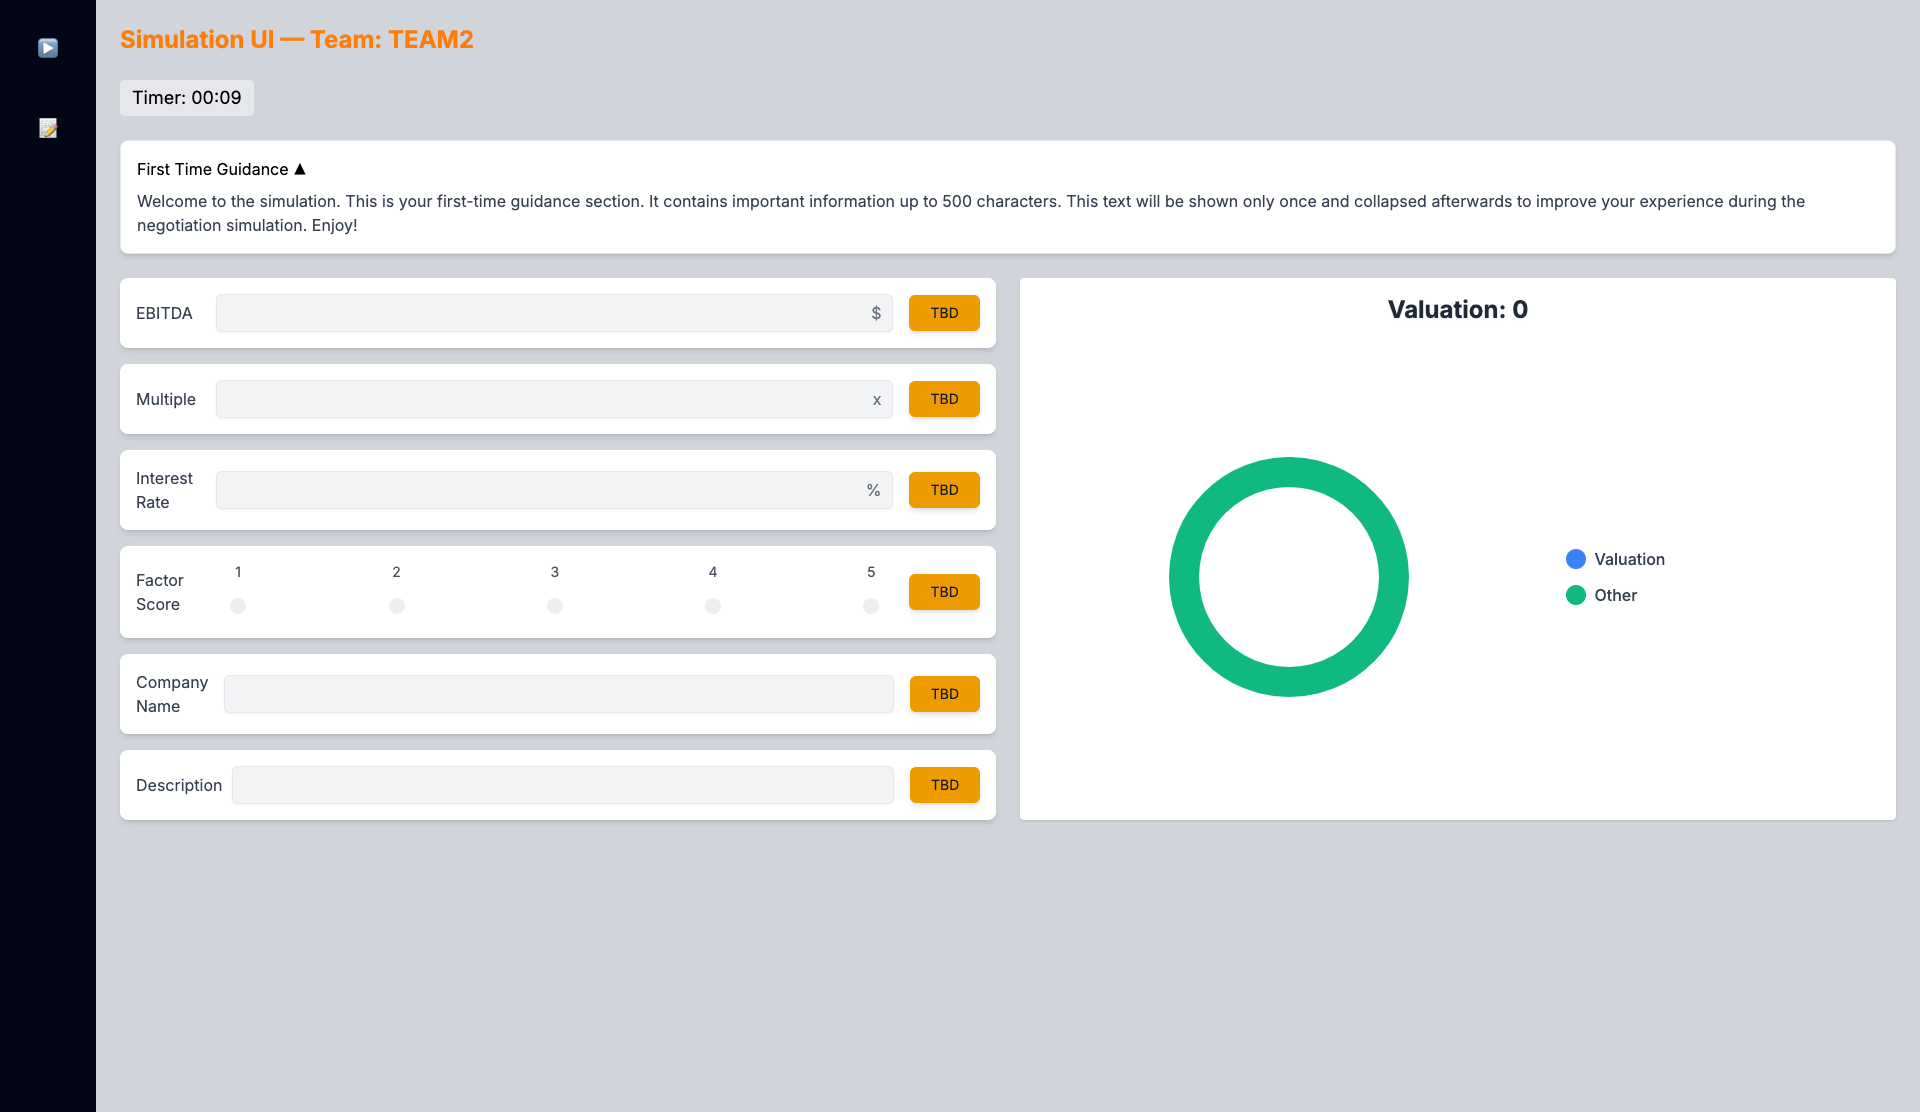 Simulation UI — Team: TEAM2
Timer: 00:09
First Time Guidance ▲
Welcome to the simulation. This is your first-time guidance section. It contains important information up to 500 characters. This text will be shown only once and collapsed afterwards to improve your experience during the
negotiation simulation. Enjoy!
EBITDA $ TBD
Multiple x TBD
Interest
Rate
% TBD
Factor
Score
1 2 3 4 5
TBD
Company
Name
TBD
Description TBD
Valuation: 0
Valuation
Other